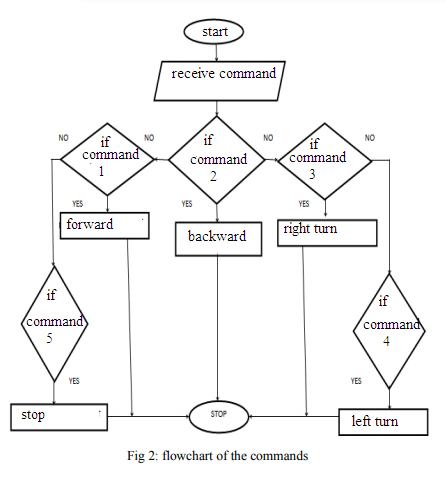 start
receive command
NO
if
command
1
NO
if
command
2
NO
if
command
3
NO
YES
forward
YES
backward
YES
right turn
if
command
5
if
command
4
YES
YES
stop
STOP
left turn
Fig 2: flowchart of the commands